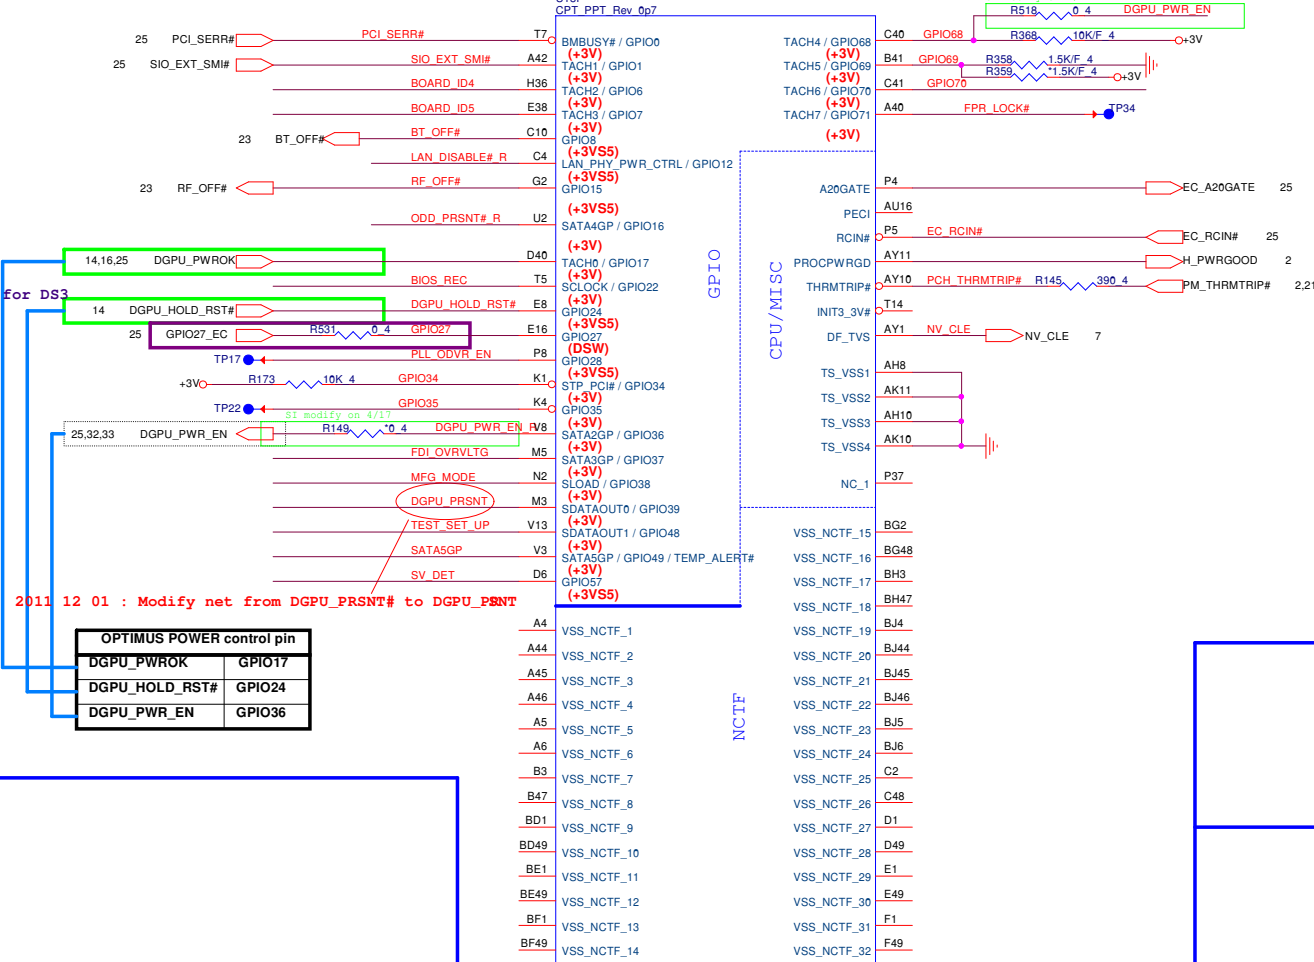 CPT_PPT_Rev_0p7
R518 0_4 DGPU_PWR_EN
25 PCI_SERR# PCI_SERR# T7 BMBUSY# / GPIO0 TACH4 / GPIO68 C40 GPIO68 R368 10K/F_4 +3V
(+3V) (+3V)
25 SIO_EXT_SMI# SIO_EXT_SMI# A42 TACH1 / GPIO1 TACH5 / GPIO69 B41 GPIO69 R358 1.5K/F_4
(+3V) (+3V) R359 *1.5K/F_4 +3V
BOARD_ID4 H36 TACH2 / GPIO6 TACH6 / GPIO70 C41 GPIO70
(+3V) (+3V)
BOARD_ID5 E38 TACH3 / GPIO7 TACH7 / GPIO71 A40 FPR_LOCK# TP34
(+3V) (+3V)
23 BT_OFF# BT_OFF# C10 GPIO8
(+3VS5)
LAN_DISABLE#_R C4 LAN_PHY_PWR_CTRL / GPIO12
(+3VS5)
23 RF_OFF# RF_OFF# G2 GPIO15 A20GATE P4 EC_A20GATE 25
(+3VS5)
PECI AU16
ODD_PRSNT#_R U2 SATA4GP / GPIO16
RCIN# P5 EC_RCIN# EC_RCIN# 25
(+3V)
14,16,25 DGPU_PWROK D40 TACH0 / GPIO17 PROCPWRGD AY11 H_PWRGOOD 2
(+3V)
BIOS_REC T5 SCLOCK / GPIO22 THRMTRIP# AY10 PCH_THRMTRIP# R145 390_4 PM_THRMTRIP# 2,21
for DS3 (+3V)
14 DGPU_HOLD_RST# DGPU_HOLD_RST# E8 GPIO24 INIT3_3V# T14
(+3VS5)
25 GPIO27_EC R531 0_4 GPIO27 E16 GPIO27 DF_TVS AY1 NV_CLE NV_CLE 7
(DSW)
TP17 PLL_ODVR_EN P8 GPIO28
(+3VS5) TS_VSS1 AH8
+3V R173 10K_4 GPIO34 K1 STP_PCI# / GPIO34
(+3V) TS_VSS2 AK11
TP22 GPIO35 K4 GPIO35
SI modify on 4/17 (+3V) TS_VSS3 AH10
25,32,33 DGPU_PWR_EN R149 *0_4 DGPU_PWR_EN_R V8 SATA2GP / GPIO36
(+3V) TS_VSS4 AK10
FDI_OVRVLTG M5 SATA3GP / GPIO37
(+3V)
MFG_MODE N2 SLOAD / GPIO38 NC_1 P37
(+3V)
DGPU_PRSNT M3 SDATAOUT0 / GPIO39
(+3V)
TEST_SET_UP V13 SDATAOUT1 / GPIO48 VSS_NCTF_15 BG2
(+3V)
SATA5GP V3 SATA5GP / GPIO49 / TEMP_ALERT# VSS_NCTF_16 BG48
(+3V)
SV_DET D6 GPIO57 VSS_NCTF_17 BH3
(+3VS5)
2011 12 01 : Modify net from DGPU_PRSNT# to DGPU_PRSNT
VSS_NCTF_18 BH47
GPIO
CPU/MISC
NCTF
A4 VSS_NCTF_1 VSS_NCTF_19 BJ4
A44 VSS_NCTF_2 VSS_NCTF_20 BJ44
A45 VSS_NCTF_3 VSS_NCTF_21 BJ45
A46 VSS_NCTF_4 VSS_NCTF_22 BJ46
A5 VSS_NCTF_5 VSS_NCTF_23 BJ5
A6 VSS_NCTF_6 VSS_NCTF_24 BJ6
B3 VSS_NCTF_7 VSS_NCTF_25 C2
B47 VSS_NCTF_8 VSS_NCTF_26 C48
BD1 VSS_NCTF_9 VSS_NCTF_27 D1
BD49 VSS_NCTF_10 VSS_NCTF_28 D49
BE1 VSS_NCTF_11 VSS_NCTF_29 E1
BE49 VSS_NCTF_12 VSS_NCTF_30 E49
BF1 VSS_NCTF_13 VSS_NCTF_31 F1
BF49 VSS_NCTF_14 VSS_NCTF_32 F49
OPTIMUS POWER control pin
DGPU_PWROK GPIO17
DGPU_HOLD_RST# GPIO24
DGPU_PWR_EN GPIO36